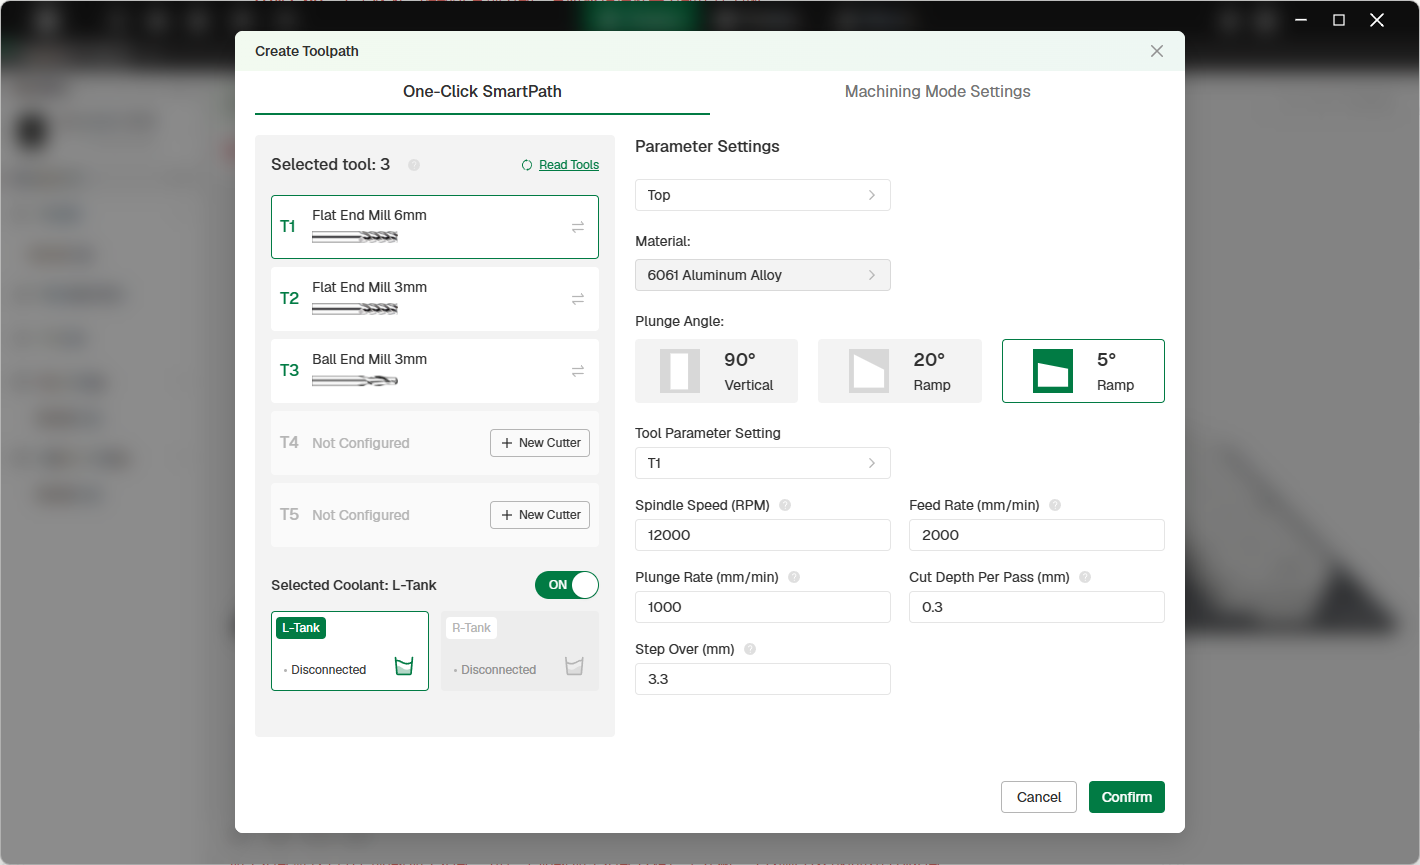 Create Toolpath
One-Click SmartPath
Machining Mode Settings
Selected tool: 3
Read Tools
T1
Flat End Mill 6mm
T2
Flat End Mill 3mm
T3
Ball End Mill 3mm
T4
Not Configured
New Cutter
T5
Not Configured
New Cutter
Selected Coolant: L-Tank
ON
L-Tank
Disconnected
R-Tank
Disconnected
Parameter Settings
Top
Material:
6061 Aluminum Alloy
Plunge Angle:
90°
Vertical
20°
Ramp
5°
Ramp
Tool Parameter Setting
T1
Spindle Speed (RPM)
12000
Feed Rate (mm/min)
2000
Plunge Rate (mm/min)
1000
Cut Depth Per Pass (mm)
0.3
Step Over (mm)
3.3
Cancel
Confirm